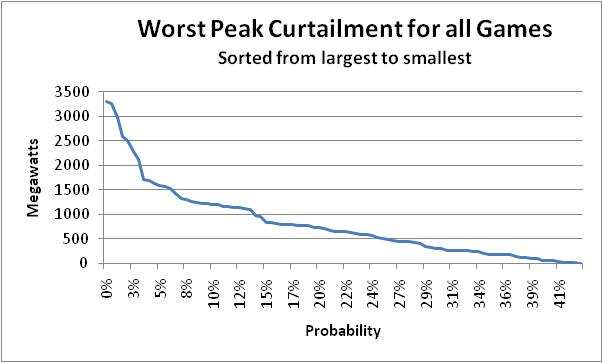 Worst Peak Curtailment for all Games
Sorted from largest to smallest
3500
3000
2500
2000
1500
1000
500
0
Megawatts
0% 3% 5% 8% 10% 13% 15% 17% 20% 22% 24% 27% 29% 31% 34% 36% 39% 41%
Probability